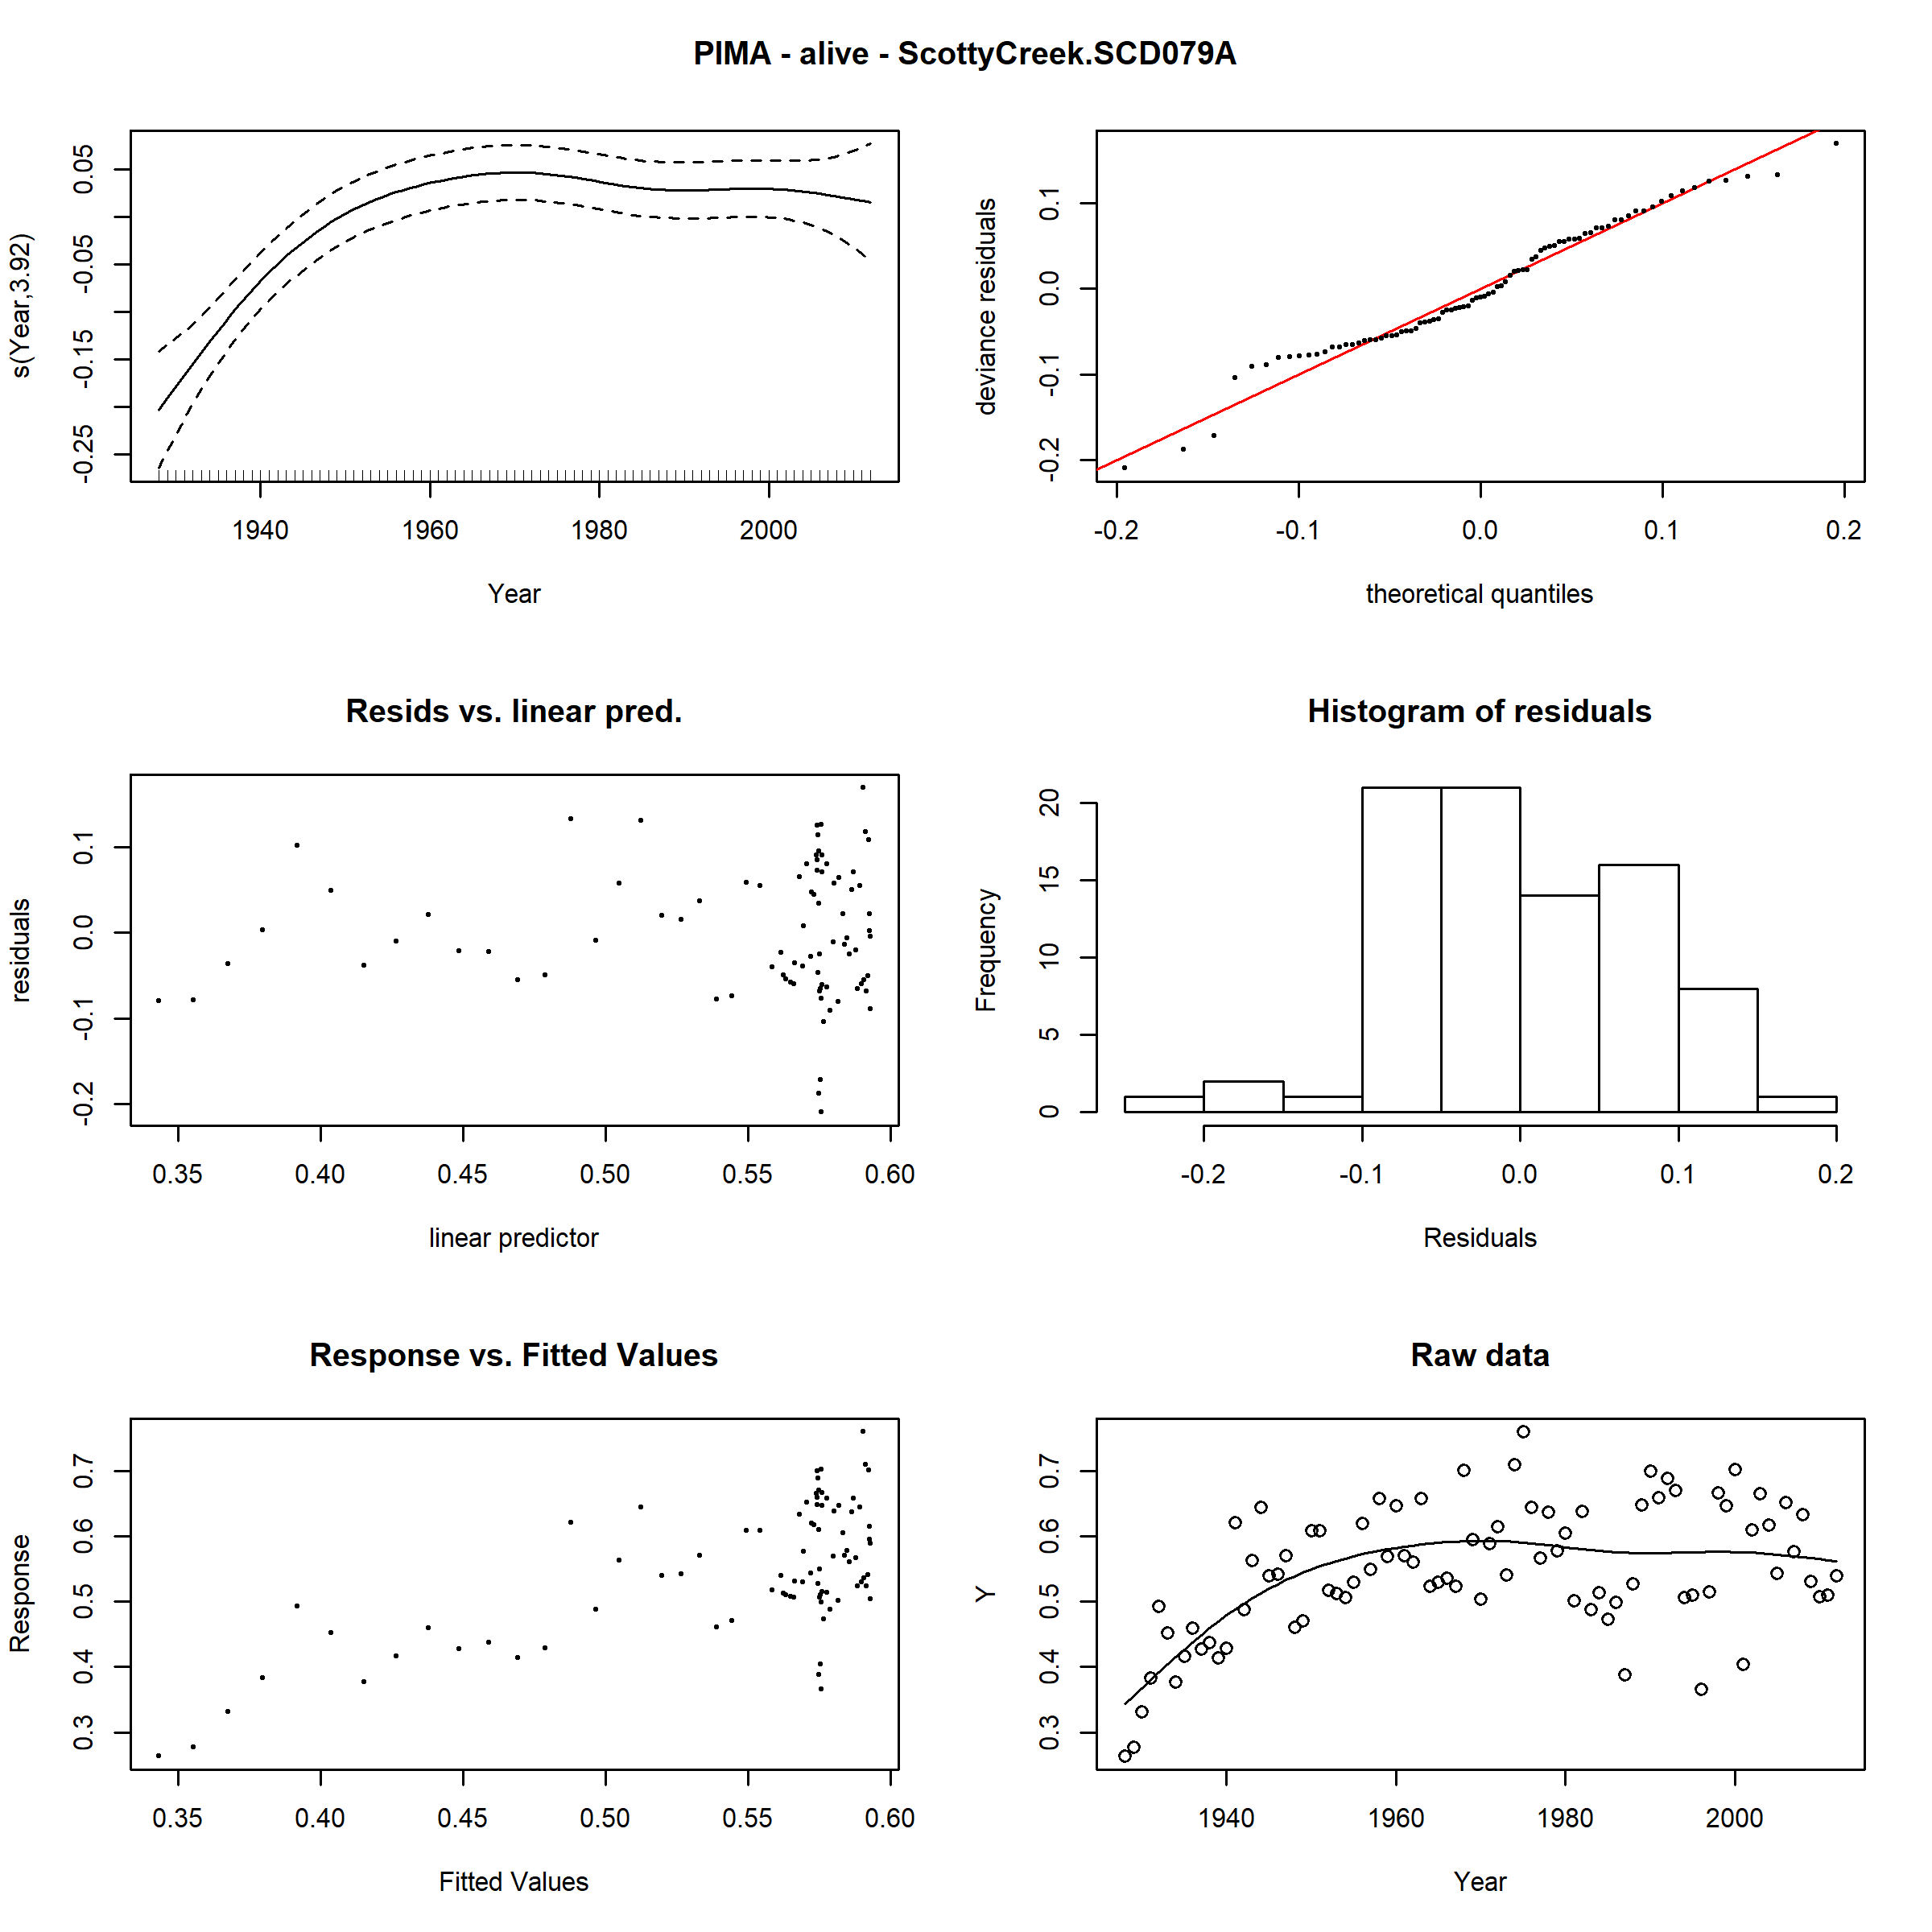 PIMA - alive - ScottyCreek.SCD079A
s(Year,3.92)
0.05
-0.05
-0.15
-0.25
1940 1960 1980 2000
Year
deviance residuals
0.1
0.0
-0.1
-0.2
-0.2 -0.1 0.0 0.1 0.2
theoretical quantiles
Resids vs. linear pred.
residuals
0.1
0.0
-0.1
-0.2
0.35 0.40 0.45 0.50 0.55 0.60
linear predictor
Histogram of residuals
Frequency
20
15
10
5
0
-0.2 -0.1 0.0 0.1 0.2
Residuals
Response vs. Fitted Values
Response
0.7
0.6
0.5
0.4
0.3
0.35 0.40 0.45 0.50 0.55 0.60
Fitted Values
Raw data
Y
0.7
0.6
0.5
0.4
0.3
1940 1960 1980 2000
Year